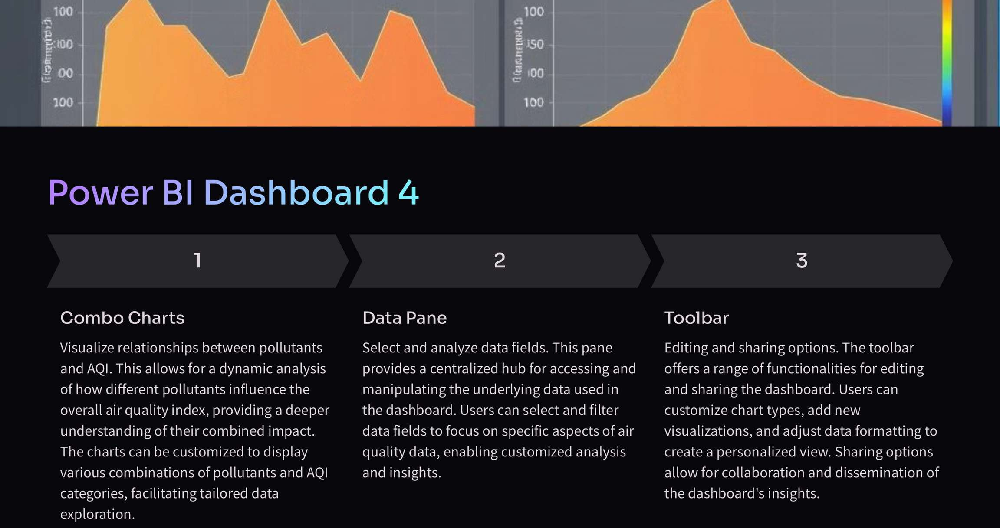 100
00
100
100
100
Power BI Dashboard 4
1
2
3
Combo Charts
Visualize relationships between pollutants
and AQI. This allows for a dynamic analysis
of how different pollutants influence the
overall air quality index, providing a deeper
understanding of their combined impact.
The charts can be customized to display
various combinations of pollutants and AQI
categories, facilitating tailored data
exploration.
Data Pane
Select and analyze data fields. This pane
provides a centralized hub for accessing and
manipulating the underlying data used in
the dashboard. Users can select and filter
data fields to focus on specific aspects of air
quality data, enabling customized analysis
and insights.
Toolbar
Editing and sharing options. The toolbar
offers a range of functionalities for editing
and sharing the dashboard. Users can
customize chart types, add new
visualizations, and adjust data formatting to
create a personalized view. Sharing options
allow for collaboration and dissemination of
the dashboard's insights.